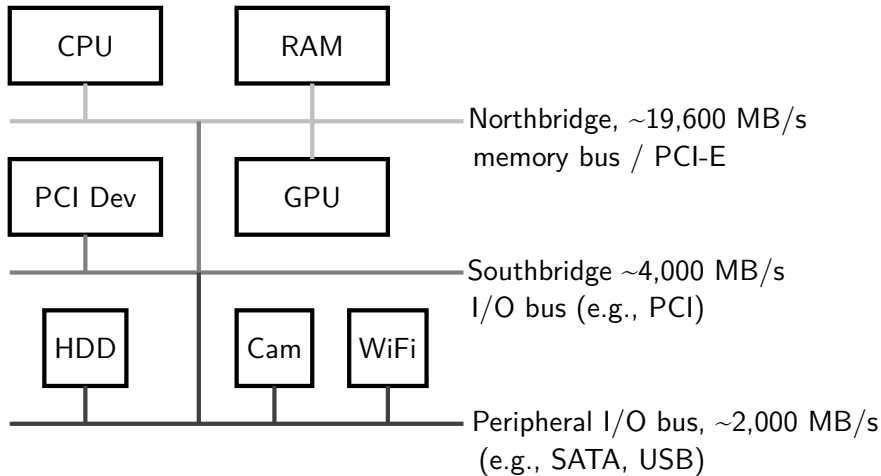 CPU
RAM
Northbridge, ~19,600 MB/s
memory bus / PCI-E
PCI Dev
GPU
Southbridge ~4,000 MB/s
I/O bus (e.g., PCI)
HDD
Cam
WiFi
Peripheral I/O bus, ~2,000 MB/s
(e.g., SATA, USB)